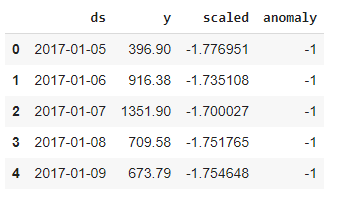 ds y scaled anomaly
0 2017-01-05 396.90 -1.776951 -1
1 2017-01-06 916.38 -1.735108 -1
2 2017-01-07 1351.90 -1.700027 -1
3 2017-01-08 709.58 -1.751765 -1
4 2017-01-09 673.79 -1.754648 -1